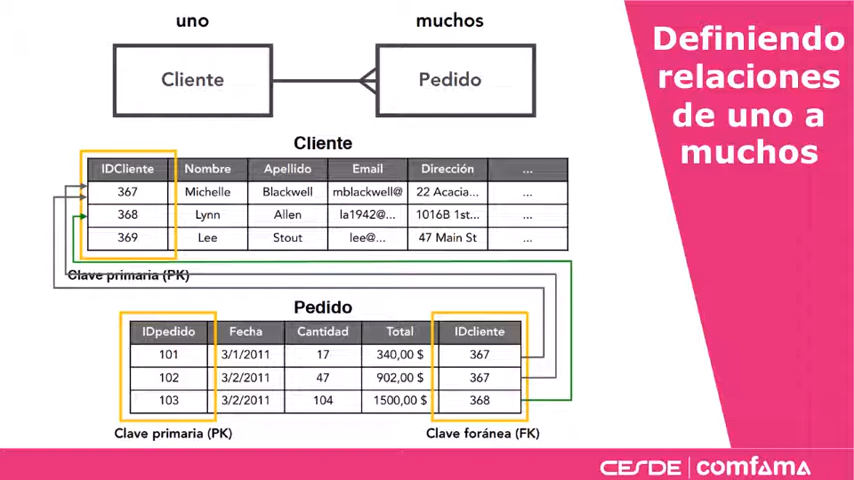 uno muchos
Cliente Pedido
Definiendo
relaciones
de uno a
muchos
Cliente
IDCliente Nombre Apellido Email Dirección ...
367 Michelle Blackwell mblackwell@ 22 Acacia... ...
368 Lynn Allen la1942@... 1016B 1st... ...
369 Lee Stout lee@... 47 Main St ...
Clave primaria (PK)
Pedido
IDpedido Fecha Cantidad Total IDcliente
101 3/1/2011 17 340,00 $ 367
102 3/2/2011 47 902,00 $ 367
103 3/2/2011 104 1500,00 $ 368
Clave primaria (PK) Clave foránea (FK)
CESDE comfama